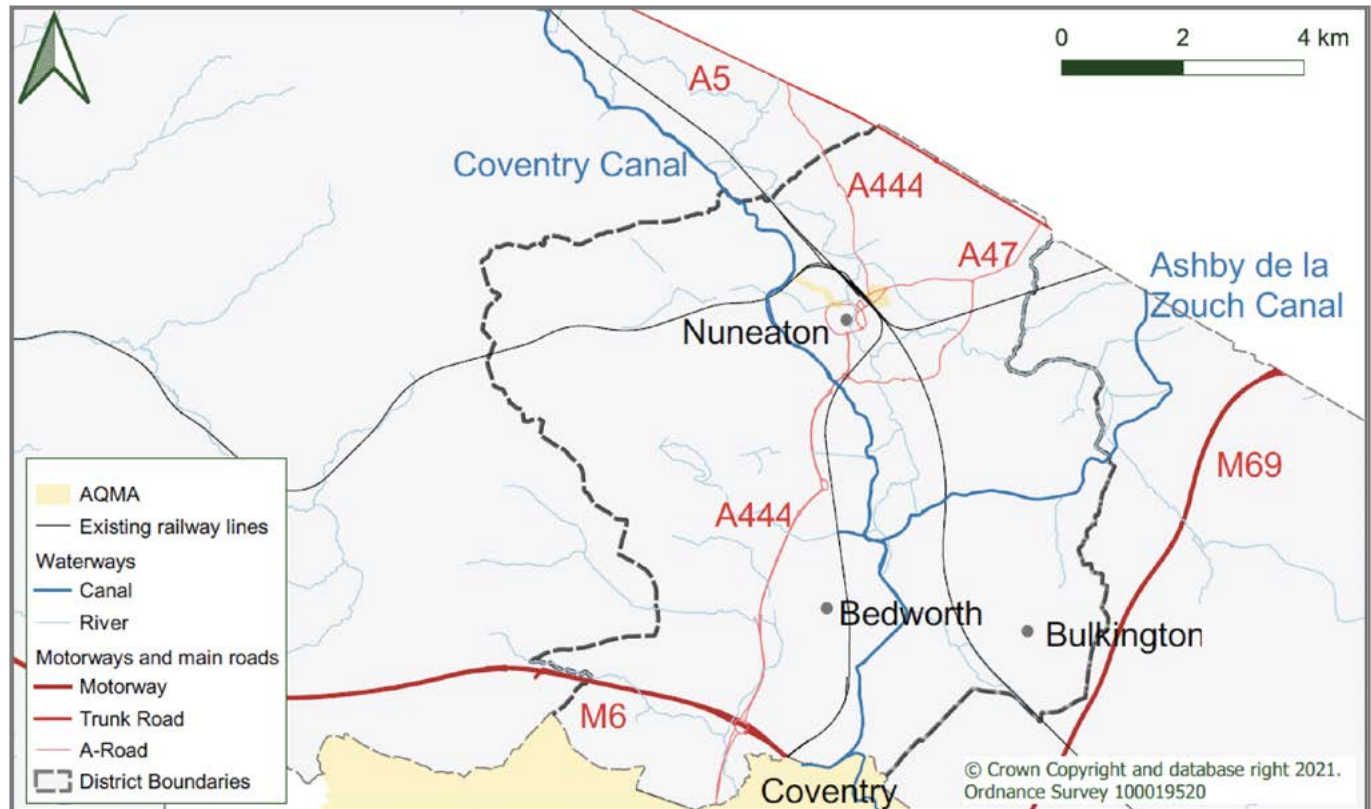 0 2 4 km
A5
Coventry Canal
A444
A47
Ashby de la
Zouch Canal
Nuneaton
M69
A444
Bedworth
Bulkington
M6
Coventry
AQMA
Existing railway lines
Waterways
Canal
River
Motorways and main roads
Motorway
Trunk Road
A-Road
District Boundaries
© Crown Copyright and database right 2021.
Ordnance Survey 100019520